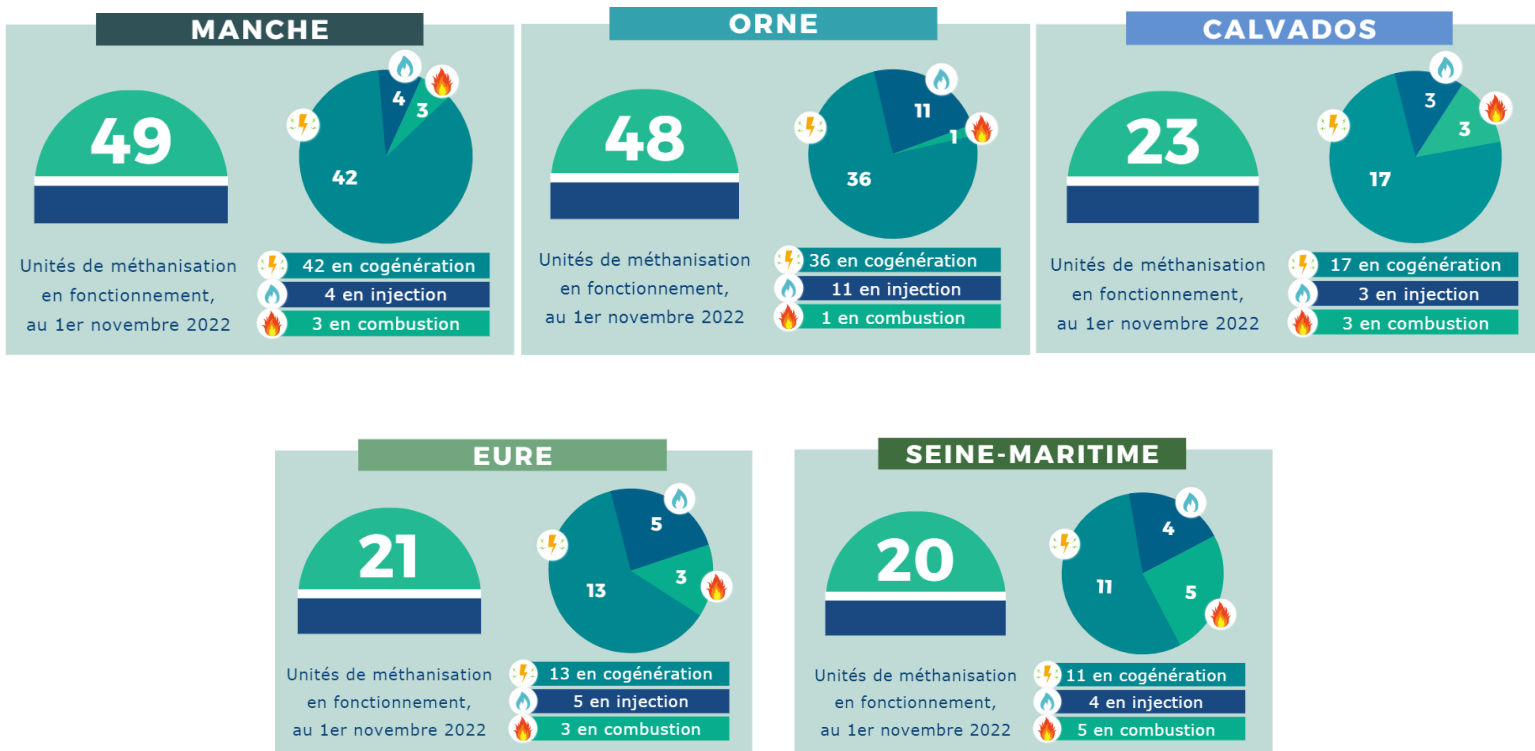 MANCHE
49
4
3
42
Unités de méthanisation
en fonctionnement,
au 1er novembre 2022
42 en cogénération
4 en injection
3 en combustion
ORNE
48
11
1
36
Unités de méthanisation
en fonctionnement,
au 1er novembre 2022
36 en cogénération
11 en injection
1 en combustion
CALVADOS
23
3
3
17
Unités de méthanisation
en fonctionnement,
au 1er novembre 2022
17 en cogénération
3 en injection
3 en combustion
EURE
21
5
3
13
Unités de méthanisation
en fonctionnement,
au 1er novembre 2022
13 en cogénération
5 en injection
3 en combustion
SEINE-MARITIME
20
4
11
5
Unités de méthanisation
en fonctionnement,
au 1er novembre 2022
11 en cogénération
4 en injection
5 en combustion